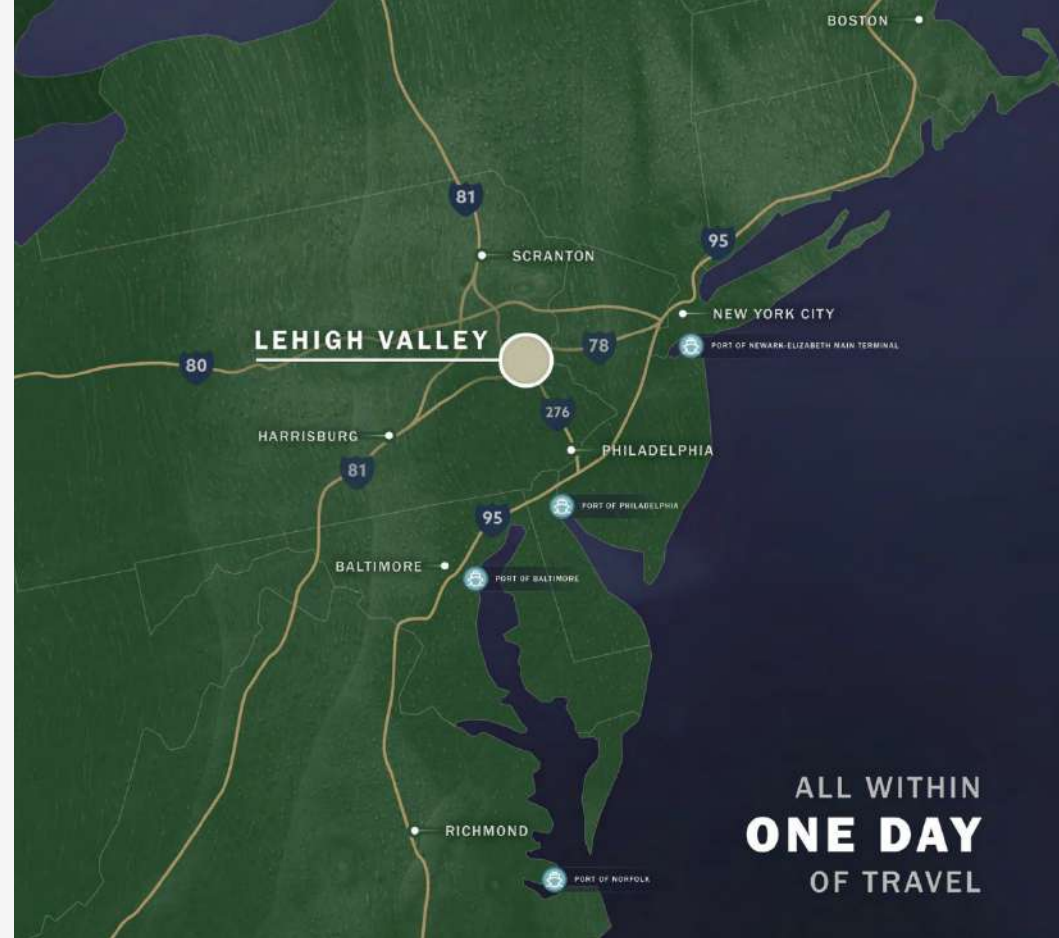 BOSTON
81
95
SCRANTON
NEW YORK CITY
LEHIGH VALLEY
78
PORT OF NEWARK-ELIZABETH MAIN TERMINAL
80
276
HARRISBURG
PHILADELPHIA
81
PORT OF PHILADELPHIA
95
BALTIMORE
PORT OF BALTIMORE
ALL WITHIN
ONE DAY
OF TRAVEL
RICHMOND
PORT OF NORFOLK